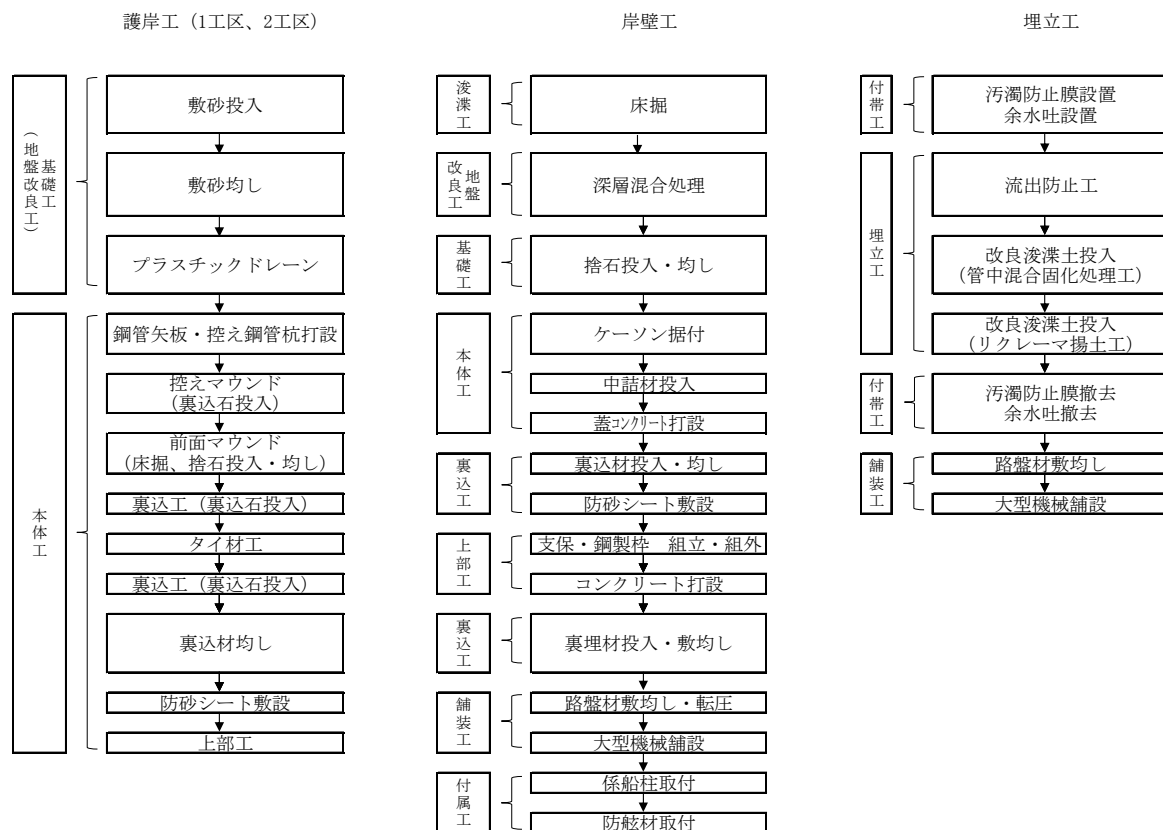 護岸工（1工区、2工区）
基礎工
（地盤改良工）
敷砂投入
敷砂均し
プラスチックドレーン
本体工
鋼管矢板・控え鋼管杭打設
控えマウンド
（裏込石投入）
前面マウンド
（床掘、捨石投入・均し）
裏込工（裏込石投入）
タイ材工
裏込工（裏込石投入）
裏込材均し
防砂シート敷設
上部工
岸壁工
浚渫工
床掘
地盤
改良工
深層混合処理
基礎工
捨石投入・均し
本体工
ケーソン据付
中詰材投入
蓋ｺﾝｸﾘｰﾄ打設
裏込工
裏込材投入・均し
防砂シート敷設
上部工
支保・鋼製枠　組立・組外
コンクリート打設
裏込工
裏埋材投入・敷均し
舗装工
路盤材敷均し・転圧
大型機械舗設
付属工
係船柱取付
防舷材取付
埋立工
付帯工
汚濁防止膜設置
余水吐設置
埋立工
流出防止工
改良浚渫土投入
（管中混合固化処理工）
改良浚渫土投入
（リクレーマ揚土工）
付帯工
汚濁防止膜撤去
余水吐撤去
舗装工
路盤材敷均し
大型機械舗設